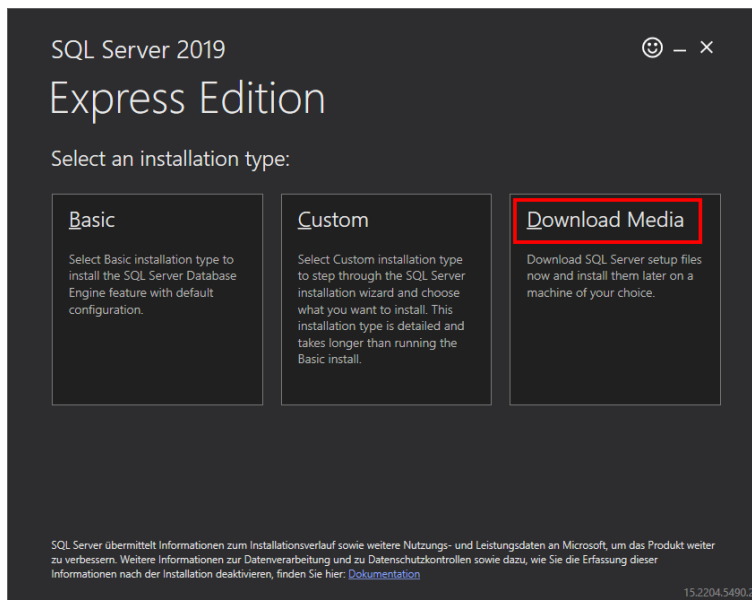 SQL Server 2019
Express Edition
Select an installation type:
Basic
Select Basic installation type to
install the SQL Server Database
Engine feature with default
configuration.
Custom
Select Custom installation type
to step through the SQL Server
installation wizard and choose
what you want to install. This
installation type is detailed and
takes longer than running the
Basic install.
Download Media
Download SQL Server setup files
now and install them later on a
machine of your choice.
SQL Server übermittelt Informationen zum Installationsverlauf sowie weitere Nutzungs- und Leistungsdaten an Microsoft, um das Produkt weiter
zu verbessern. Weitere Informationen zur Datenverarbeitung und zu Datenschutzkontrollen sowie dazu, wie Sie die Erfassung dieser
Informationen nach der Installation deaktivieren, finden Sie hier: Dokumentation
15.2204.5490.2